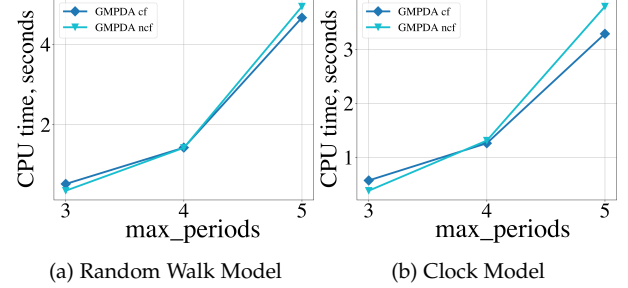 GMPDA cf
GMPDA ncf
CPU time, seconds
4
2
3
4
5
max_periods
(a) Random Walk Model
GMPDA cf
GMPDA ncf
CPU time, seconds
3
2
1
3
4
5
max_periods
(b) Clock Model